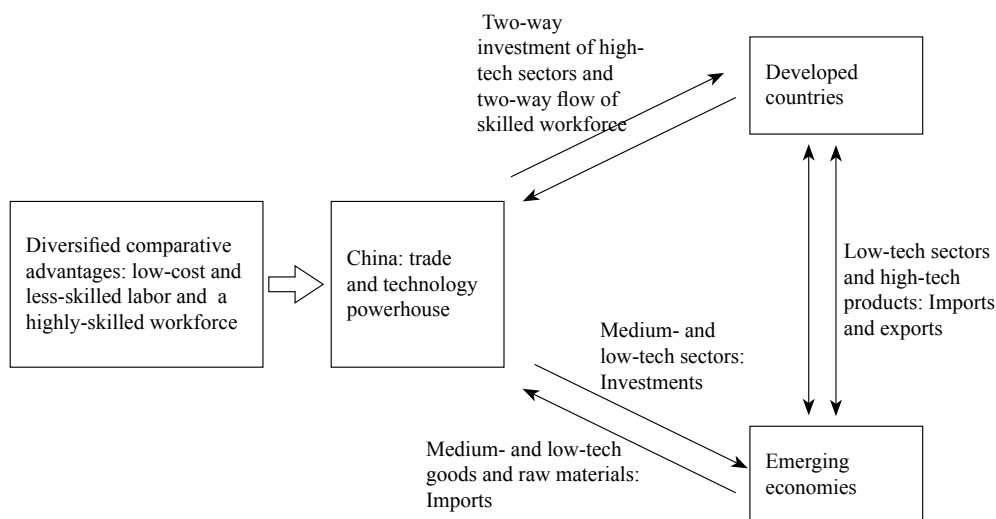 Two-way
investment of high-
tech sectors and
two-way flow of
skilled workforce
Developed
countries
Diversified comparative
advantages: low-cost and
less-skilled labor and a
highly-skilled workforce
China: trade
and technology
powerhouse
Low-tech sectors
and high-tech
products: Imports
and exports
Medium- and
low-tech sectors:
Investments
Medium- and low-tech
goods and raw materials:
Imports
Emerging
economies